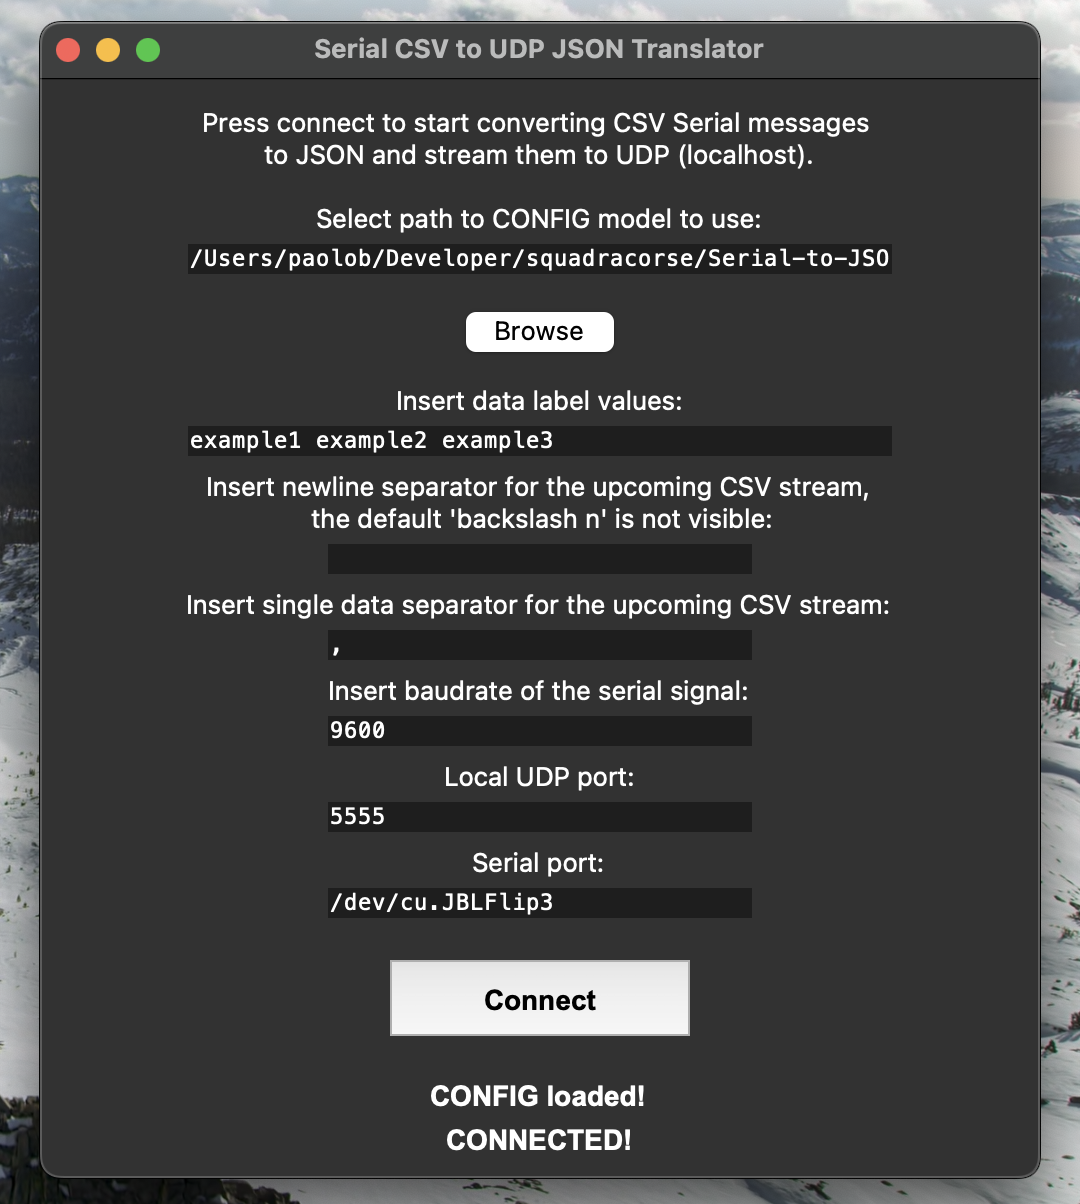 Serial CSV to UDP JSON Translator
Press connect to start converting CSV Serial messages
to JSON and stream them to UDP (localhost).
Select path to CONFIG model to use:
/Users/paolob/Developer/squadracorse/Serial-to-JSO
Browse
Insert data label values:
example1 example2 example3
Insert newline separator for the upcoming CSV stream,
the default 'backslash n' is not visible:
Insert single data separator for the upcoming CSV stream:
,
Insert baudrate of the serial signal:
9600
Local UDP port:
5555
Serial port:
/dev/cu.JBLFlip3
Connect
CONFIG loaded!
CONNECTED!